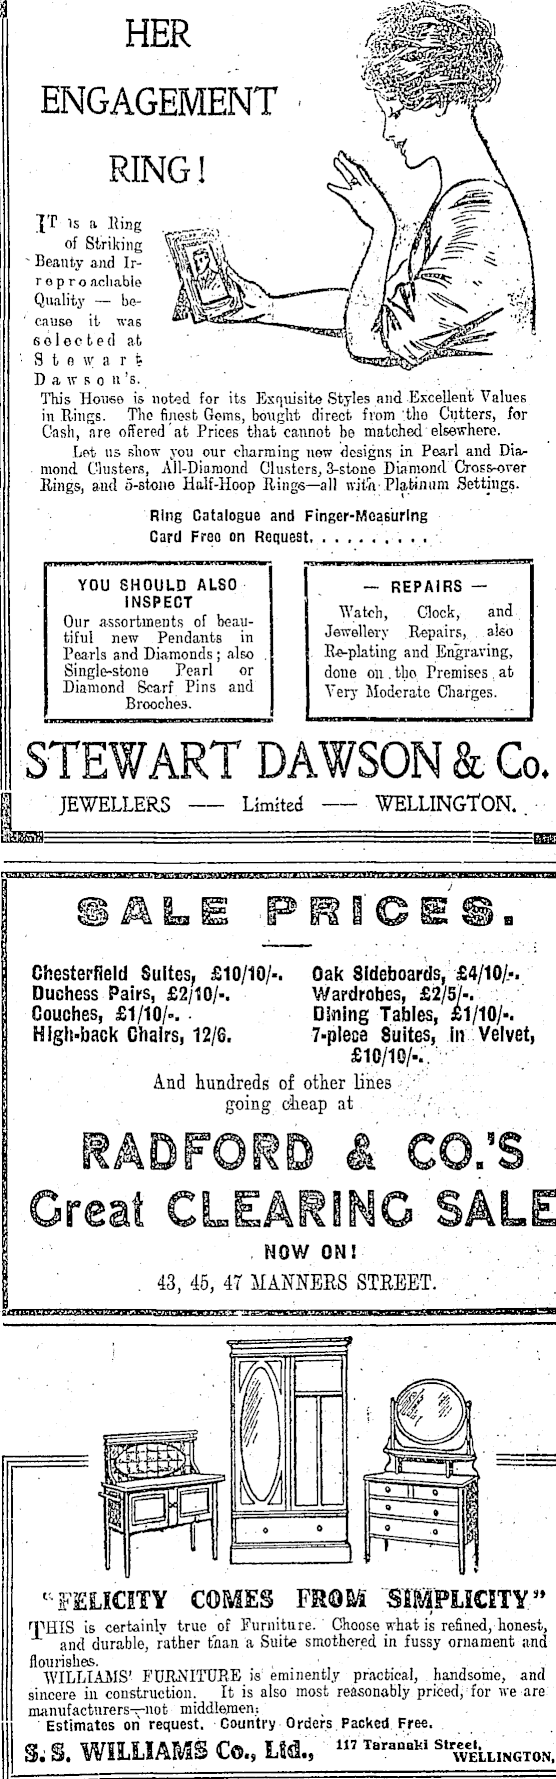 HER
ENGAGEMENT
RING!
IT is a Ring
of Striking
Beauty and Ir-
reproachable
Quality — be-
cause it was
selected at
Stewart
Dawson's.
This House is noted for its Exquisite Styles and Excellent Values
in Rings. The finest Gems, bought direct from the Cutters, for
Cash, are offered at Prices that cannot be matched elsewhere.
Let us show you our charming new designs in Pearl and Dia-
mond Clusters, All-Diamond Clusters, 3-stone Diamond Cross-over
Rings, and 5-stone Half-Hoop Rings—all with Platinum Settings.
Ring Catalogue and Finger-Measuring
Card Free on Request. . . . . . . . . .
YOU SHOULD ALSO
INSPECT
Our assortments of beau-
tiful new Pendants in
Pearls and Diamonds; also
Single-stone Pearl or
Diamond Scarf Pins and
Brooches.
— REPAIRS —
Watch, Clock, and
Jewellery Repairs, also
Re-plating and Engraving,
done on the Premises at
Very Moderate Charges.
STEWART DAWSON & Co.
JEWELLERS — Limited — WELLINGTON.
SALE PRICES.
Chesterfield Suites, £10/10/-.
Duchess Pairs, £2/10/-.
Couches, £1/10/-.
High-back Chairs, 12/6.
Oak Sideboards, £4/10/-.
Wardrobes, £2/5/-.
Dining Tables, £1/10/-.
7-piece Suites, in Velvet,
£10/10/-.
And hundreds of other lines
going cheap at
RADFORD & CO.'S
Great CLEARING SALE
NOW ON!
43, 45, 47 MANNERS STREET.
"FELICITY COMES FROM SIMPLICITY"
THIS is certainly true of Furniture. Choose what is refined, honest,
and durable, rather than a Suite smothered in fussy ornament and
flourishes.
WILLIAMS' FURNITURE is eminently practical, handsome, and
sincere in construction. It is also most reasonably priced, for we are
manufacturers—not middlemen.
Estimates on request. Country Orders Packed Free.
S. S. WILLIAMS Co., Ltd., 117 Taranaki Street,
WELLINGTON.